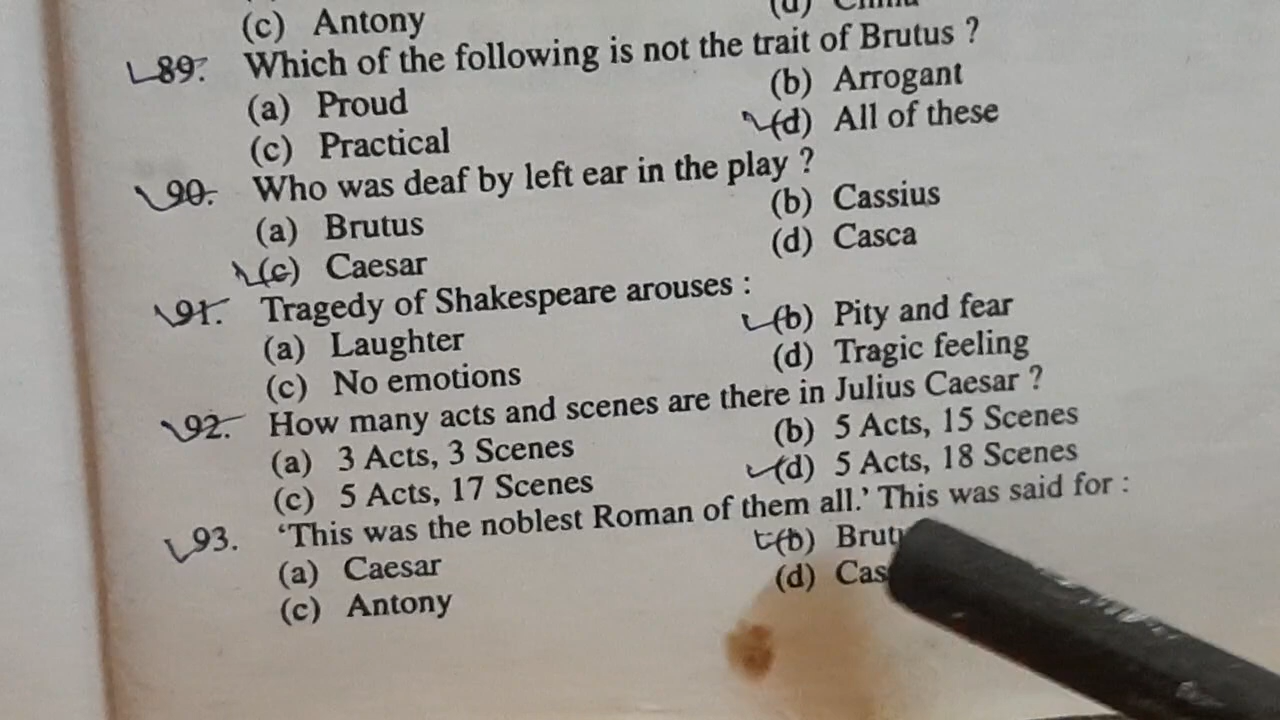 (c) Antony
89. Which of the following is not the trait of Brutus ?
(a) Proud (b) Arrogant
(c) Practical (d) All of these
90. Who was deaf by left ear in the play ?
(a) Brutus (b) Cassius
(c) Caesar (d) Casca
91. Tragedy of Shakespeare arouses :
(a) Laughter (b) Pity and fear
(c) No emotions (d) Tragic feeling
92. How many acts and scenes are there in Julius Caesar ?
(a) 3 Acts, 3 Scenes (b) 5 Acts, 15 Scenes
(c) 5 Acts, 17 Scenes (d) 5 Acts, 18 Scenes
93. 'This was the noblest Roman of them all.' This was said for :
(a) Caesar (b)
(c) Antony (d)